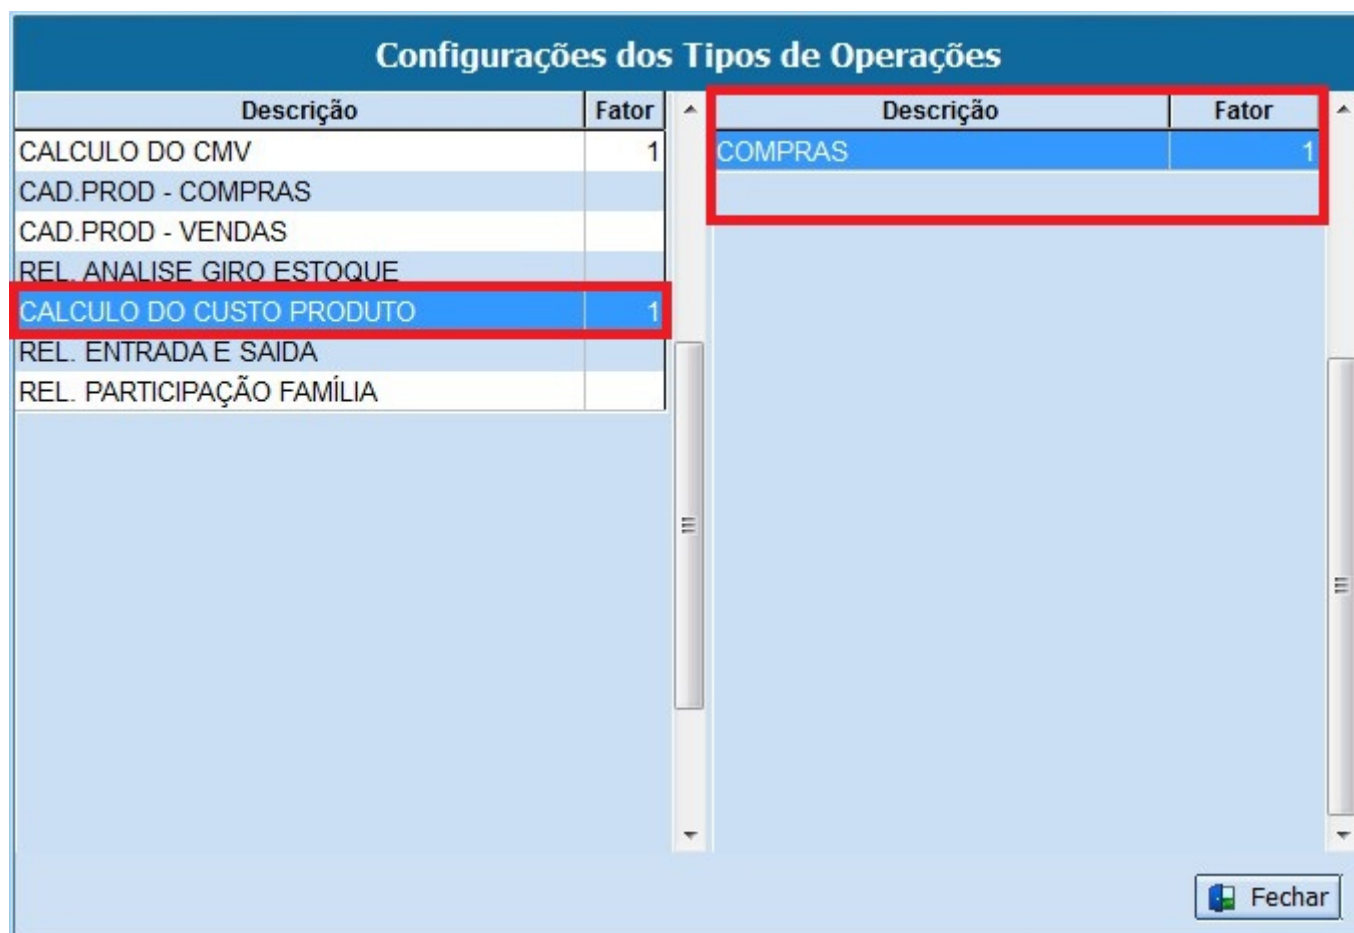 Configurações dos Tipos de Operações
Descrição Fator
CALCULO DO CMV 1
CAD.PROD - COMPRAS
CAD.PROD - VENDAS
REL. ANALISE GIRO ESTOQUE
CALCULO DO CUSTO PRODUTO 1
REL. ENTRADA E SAIDA
REL. PARTICIPAÇÃO FAMÍLIA
Descrição Fator
COMPRAS 1
Fechar